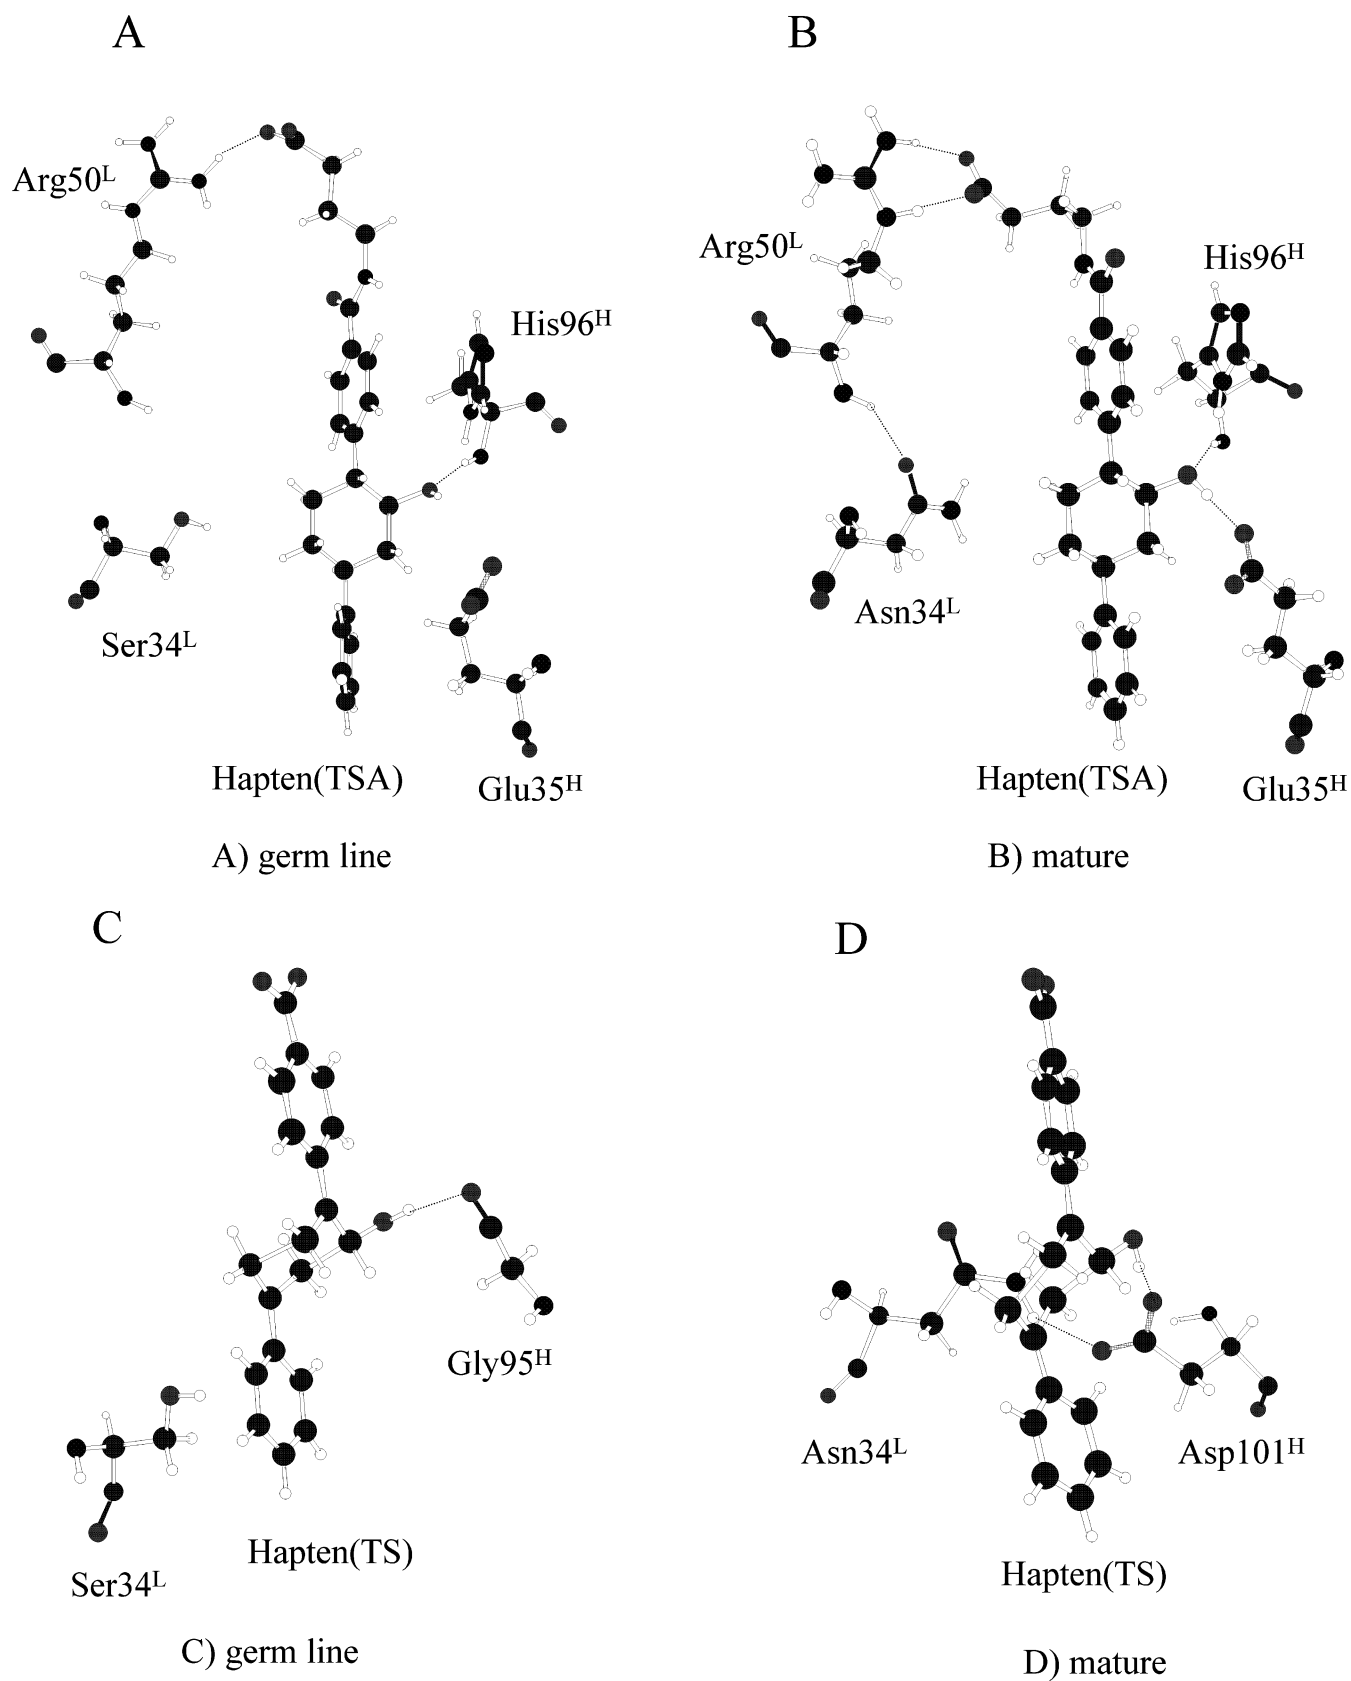 A
B
Arg50L
His96H
Ser34L
Hapten(TSA)
Glu35H
Arg50L
His96H
Asn34L
Hapten(TSA)
Glu35H
A) germ line
B) mature
C
D
Gly95H
Ser34L
Hapten(TS)
Asn34L
Asp101H
Hapten(TS)
C) germ line
D) mature